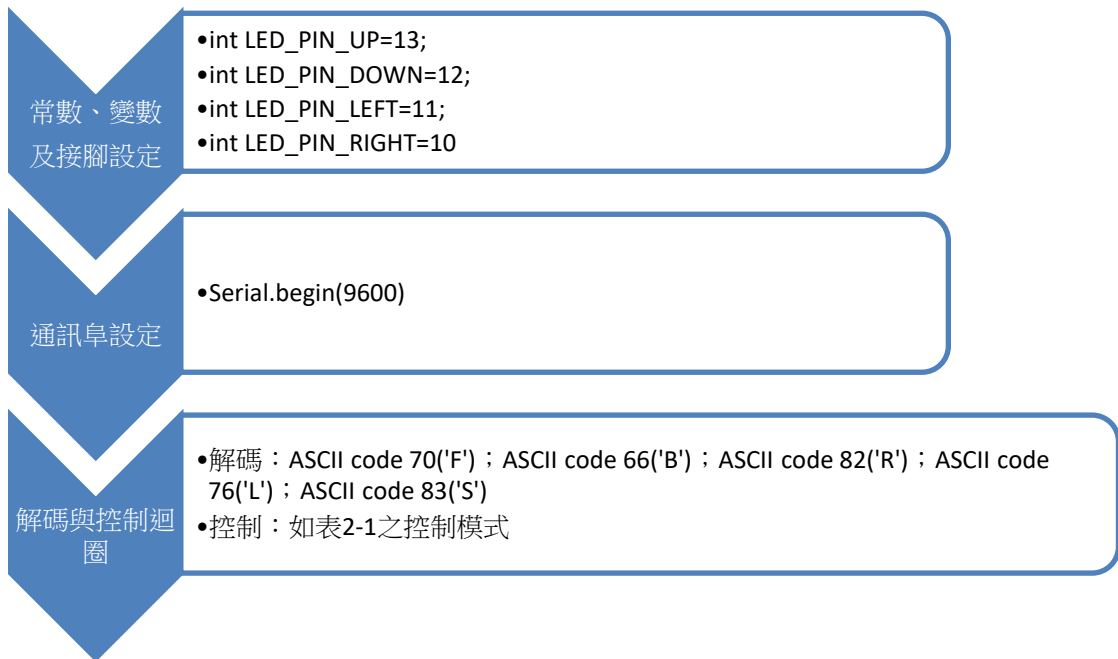 常數、變數
及接腳設定
•int LED_PIN_UP=13;
•int LED_PIN_DOWN=12;
•int LED_PIN_LEFT=11;
•int LED_PIN_RIGHT=10
通訊阜設定
•Serial.begin(9600)
解碼與控制迴
圈
•解碼：ASCII code 70('F')；ASCII code 66('B')；ASCII code 82('R')；ASCII code
76('L')；ASCII code 83('S')
•控制：如表2-1之控制模式